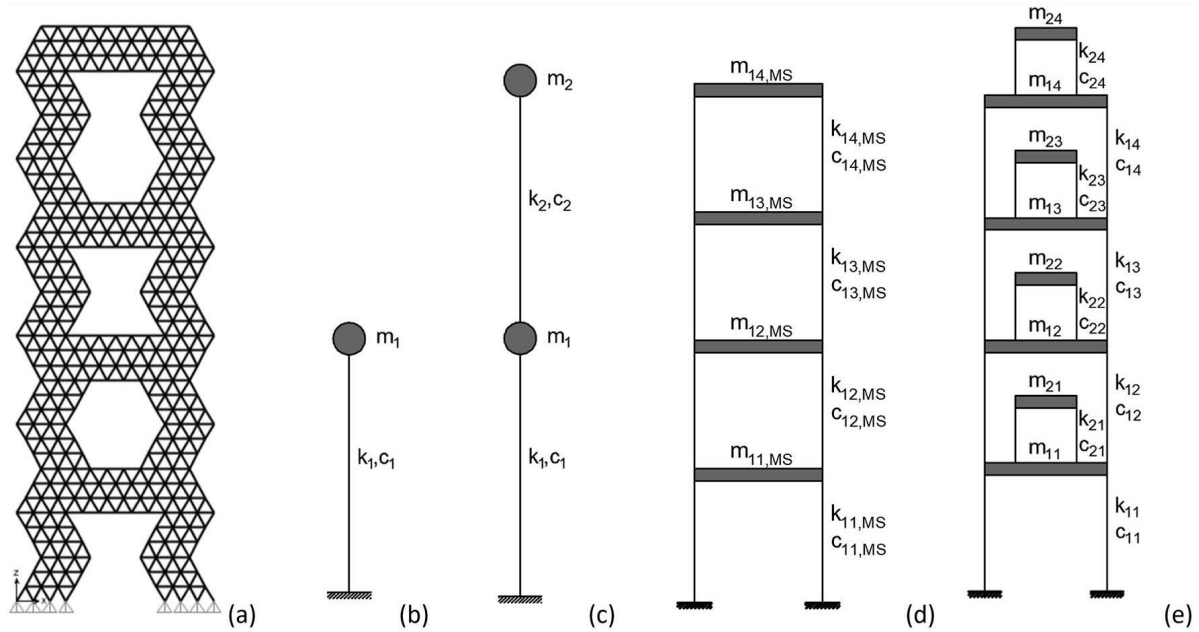 z
x
(a)
m1
k1,c1
(b)
m2
k2,c2
m1
k1,c1
(c)
m14,MS
k14,MS
c14,MS
m13,MS
k13,MS
c13,MS
m12,MS
k12,MS
c12,MS
m11,MS
k11,MS
c11,MS
(d)
m24
k24
c24
m14
k14
c14
m23
k23
c23
m13
k13
c13
m22
k22
c22
m12
k12
c12
m21
k21
c21
m11
k11
c11
(e)